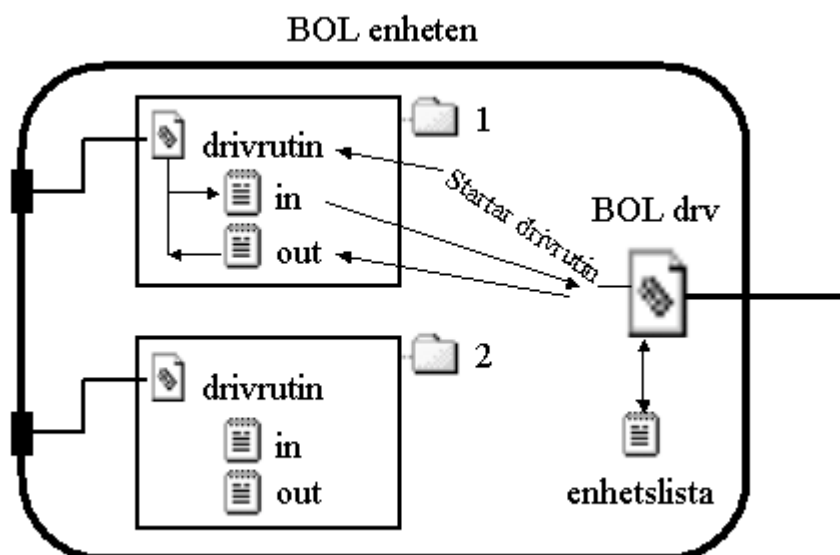 BOL enheten
1
drivrutin
in
out
Startar drivrutin
BOL drv
2
drivrutin
in
out
enhetslista